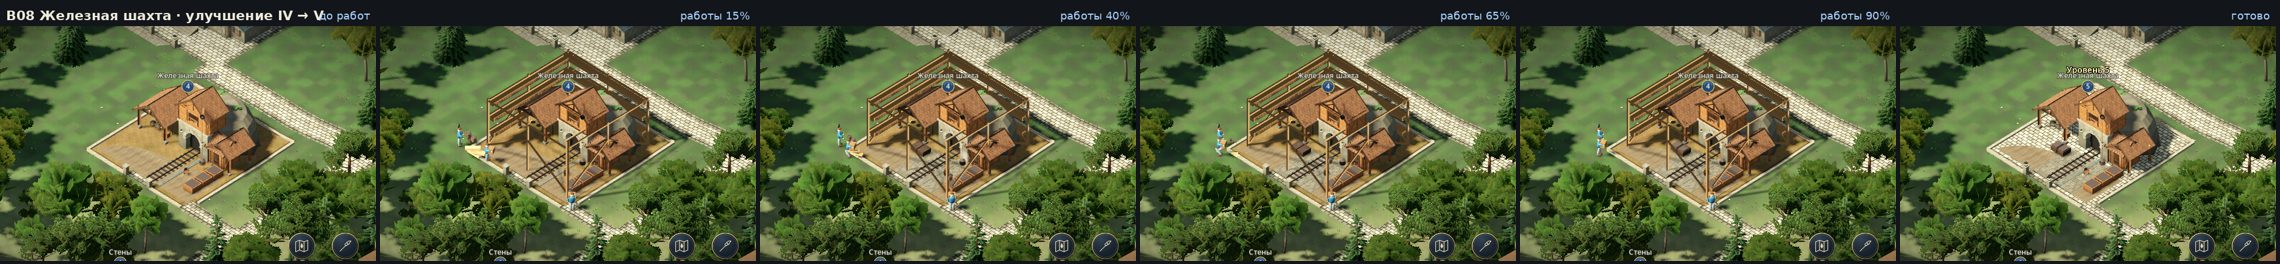 B08 Железная шахта · улучшение IV → V
до работ
работы 15%
работы 40%
работы 65%
работы 90%
готово
Железная шахта
4
Стены
Железная шахта
4
Стены
Железная шахта
4
Стены
Железная шахта
4
Стены
Железная шахта
4
Стены
Уровень 5
Железная шахта
5
Стены